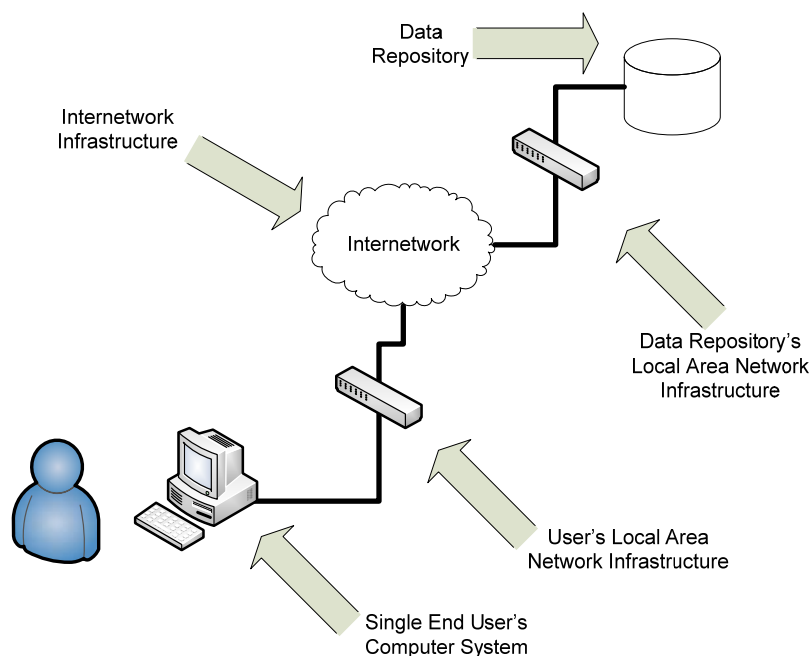 Data
Repository
Internetwork
Infrastructure
Internetwork
Data Repository's
Local Area Network
Infrastructure
User's Local Area
Network Infrastructure
Single End User's
Computer System